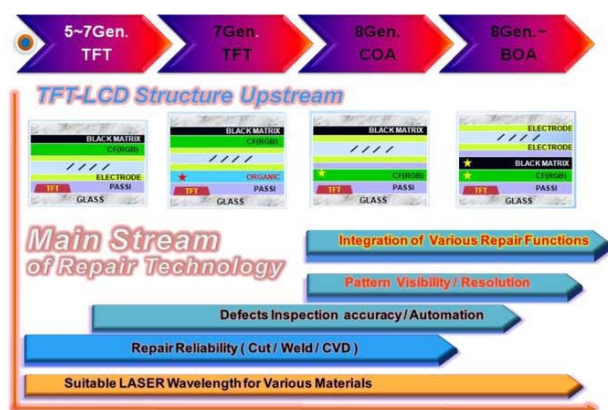 5~7Gen.
TFT
7Gen.
TFT
8Gen.
COA
8Gen.~
BOA
TFT-LCD Structure Upstream
BLACK MATRIX
CF(RGB)
ELECTRODE
TFT
PASSI
GLASS
BLACK MATRIX
CF(RGB)
ORGANIC
TFT
PASSI
GLASS
BLACK MATRIX
CF(RGB)
TFT
PASSI
GLASS
ELECTRODE
ELECTRODE
BLACK MATRIX
CF(RGB)
TFT
PASSI
GLASS
Main Stream
of Repair Technology
Integration of Various Repair Functions
Pattern Visibility / Resolution
Defects Inspection accuracy / Automation
Repair Reliability ( Cut / Weld / CVD )
Suitable LASER Wavelength for Various Materials